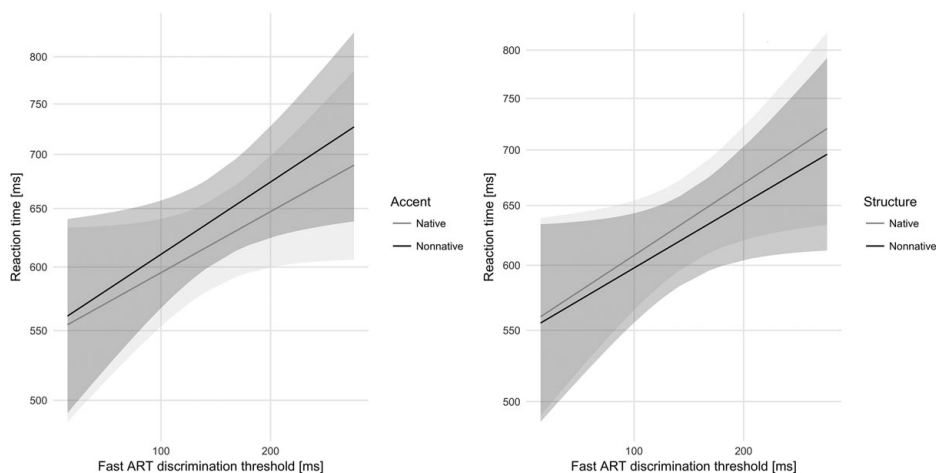 800
750
700
650
600
550
500
Reaction time [ms]
100
200
Fast ART discrimination threshold [ms]
Accent
Native
Nonnative
800
750
700
650
600
550
500
Reaction time [ms]
100
200
Fast ART discrimination threshold [ms]
Structure
Native
Nonnative